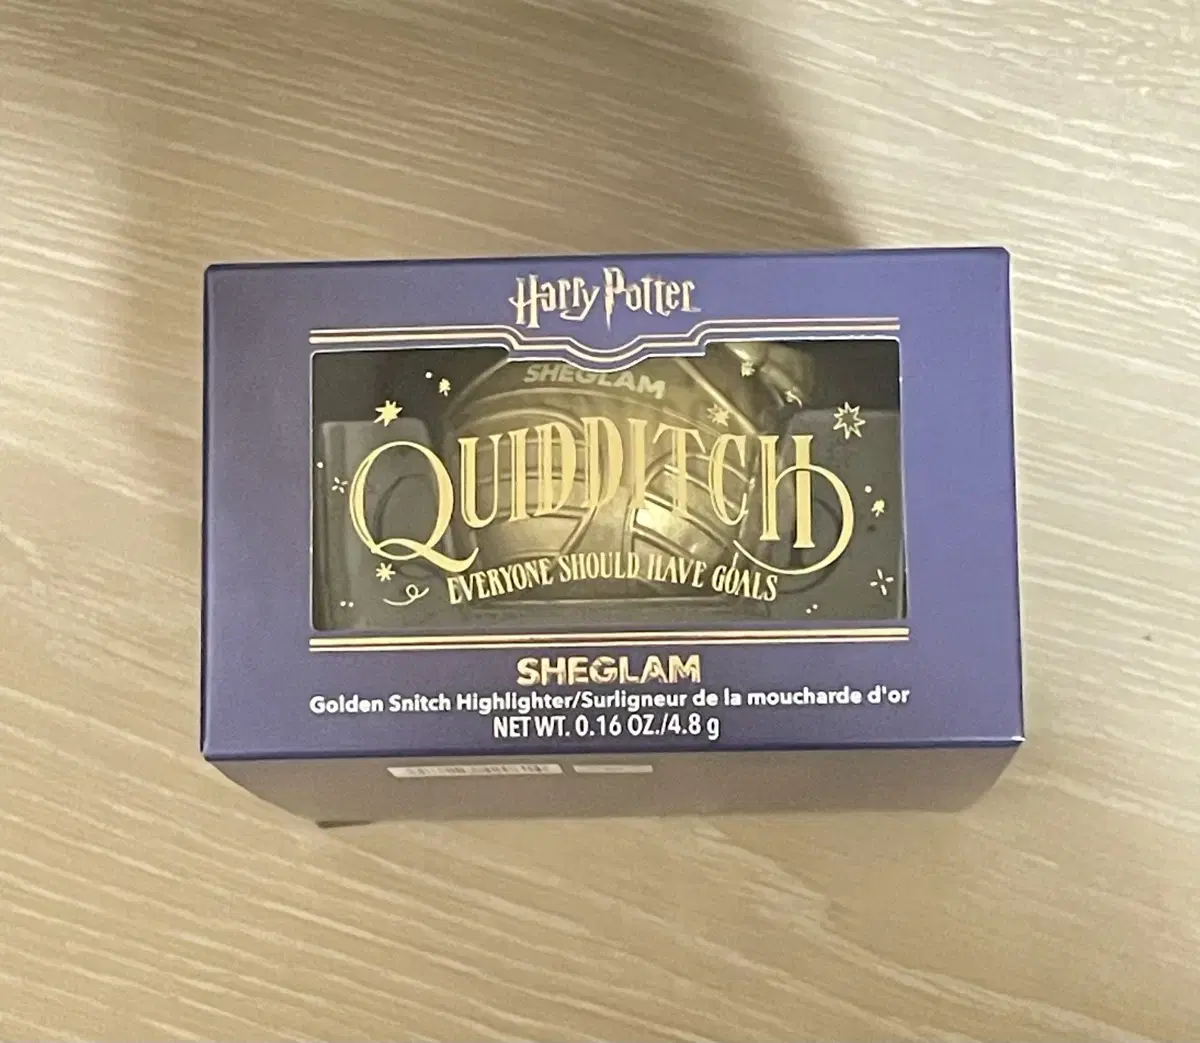 Harry Potter
SHEGLAM
QUIDDITCH
EVERYONE SHOULD HAVE GOALS
SHEGLAM
Golden Snitch Highlighter/Surligneur de la moucharde d'or
NET WT. 0.16 OZ./4.8 g